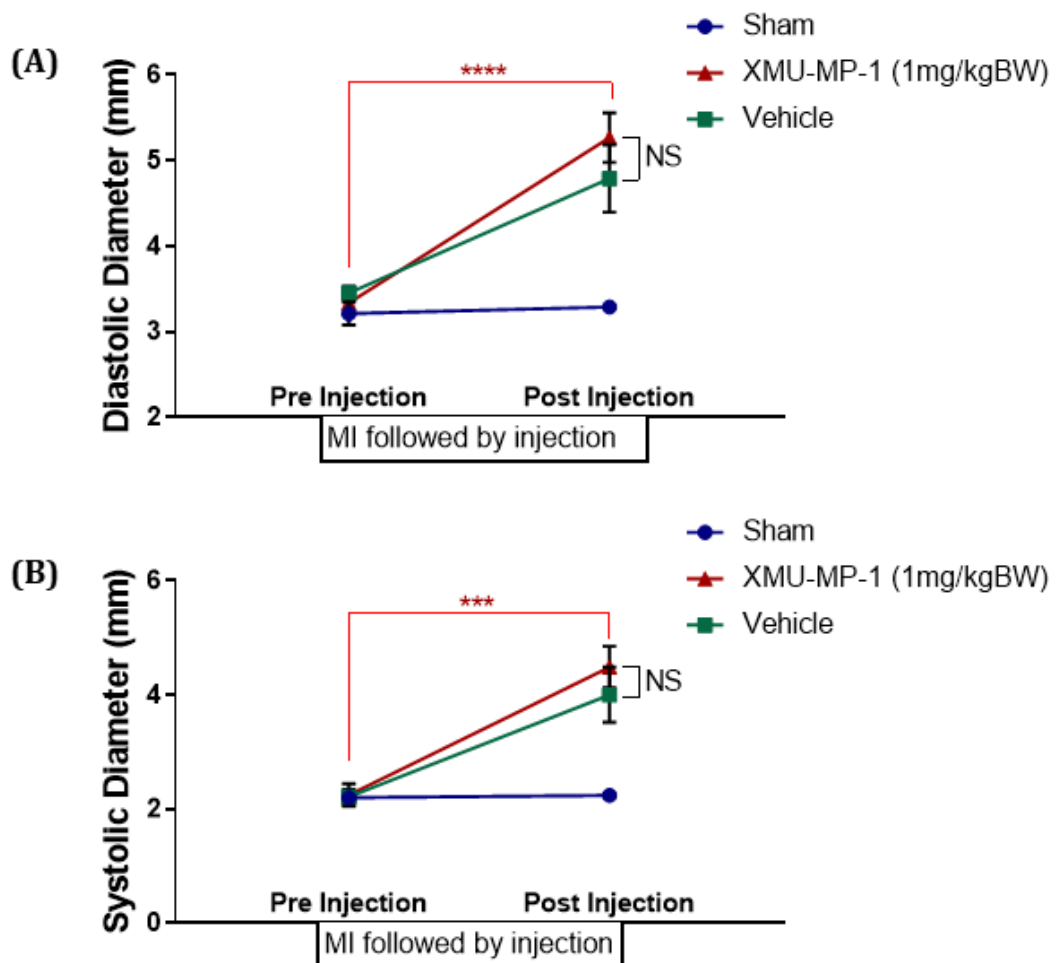 (A)
Sham
XMU-MP-1 (1mg/kgBW)
Vehicle
Diastolic Diameter (mm)
6
5
4
3
2
****
NS
Pre Injection
Post Injection
MI followed by injection
(B)
Sham
XMU-MP-1 (1mg/kgBW)
Vehicle
Systolic Diameter (mm)
6
4
2
0
***
NS
Pre Injection
Post Injection
MI followed by injection